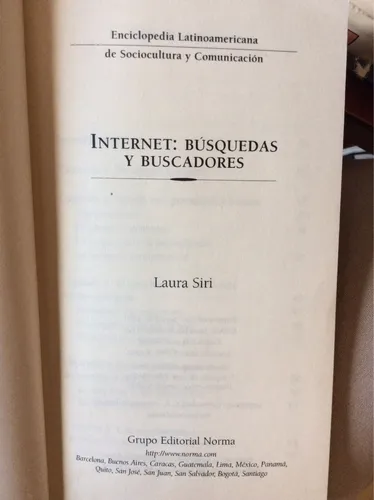 Enciclopedia Latinoamericana
de Sociocultura y Comunicación
INTERNET: BÚSQUEDAS
Y BUSCADORES
Laura Siri
Grupo Editorial Norma
http://www.norma.com
Barcelona, Buenos Aires, Caracas, Guatemala, Lima, México, Panamá,
Quito, San José, San Juan, San Salvador, Bogotá, Santiago